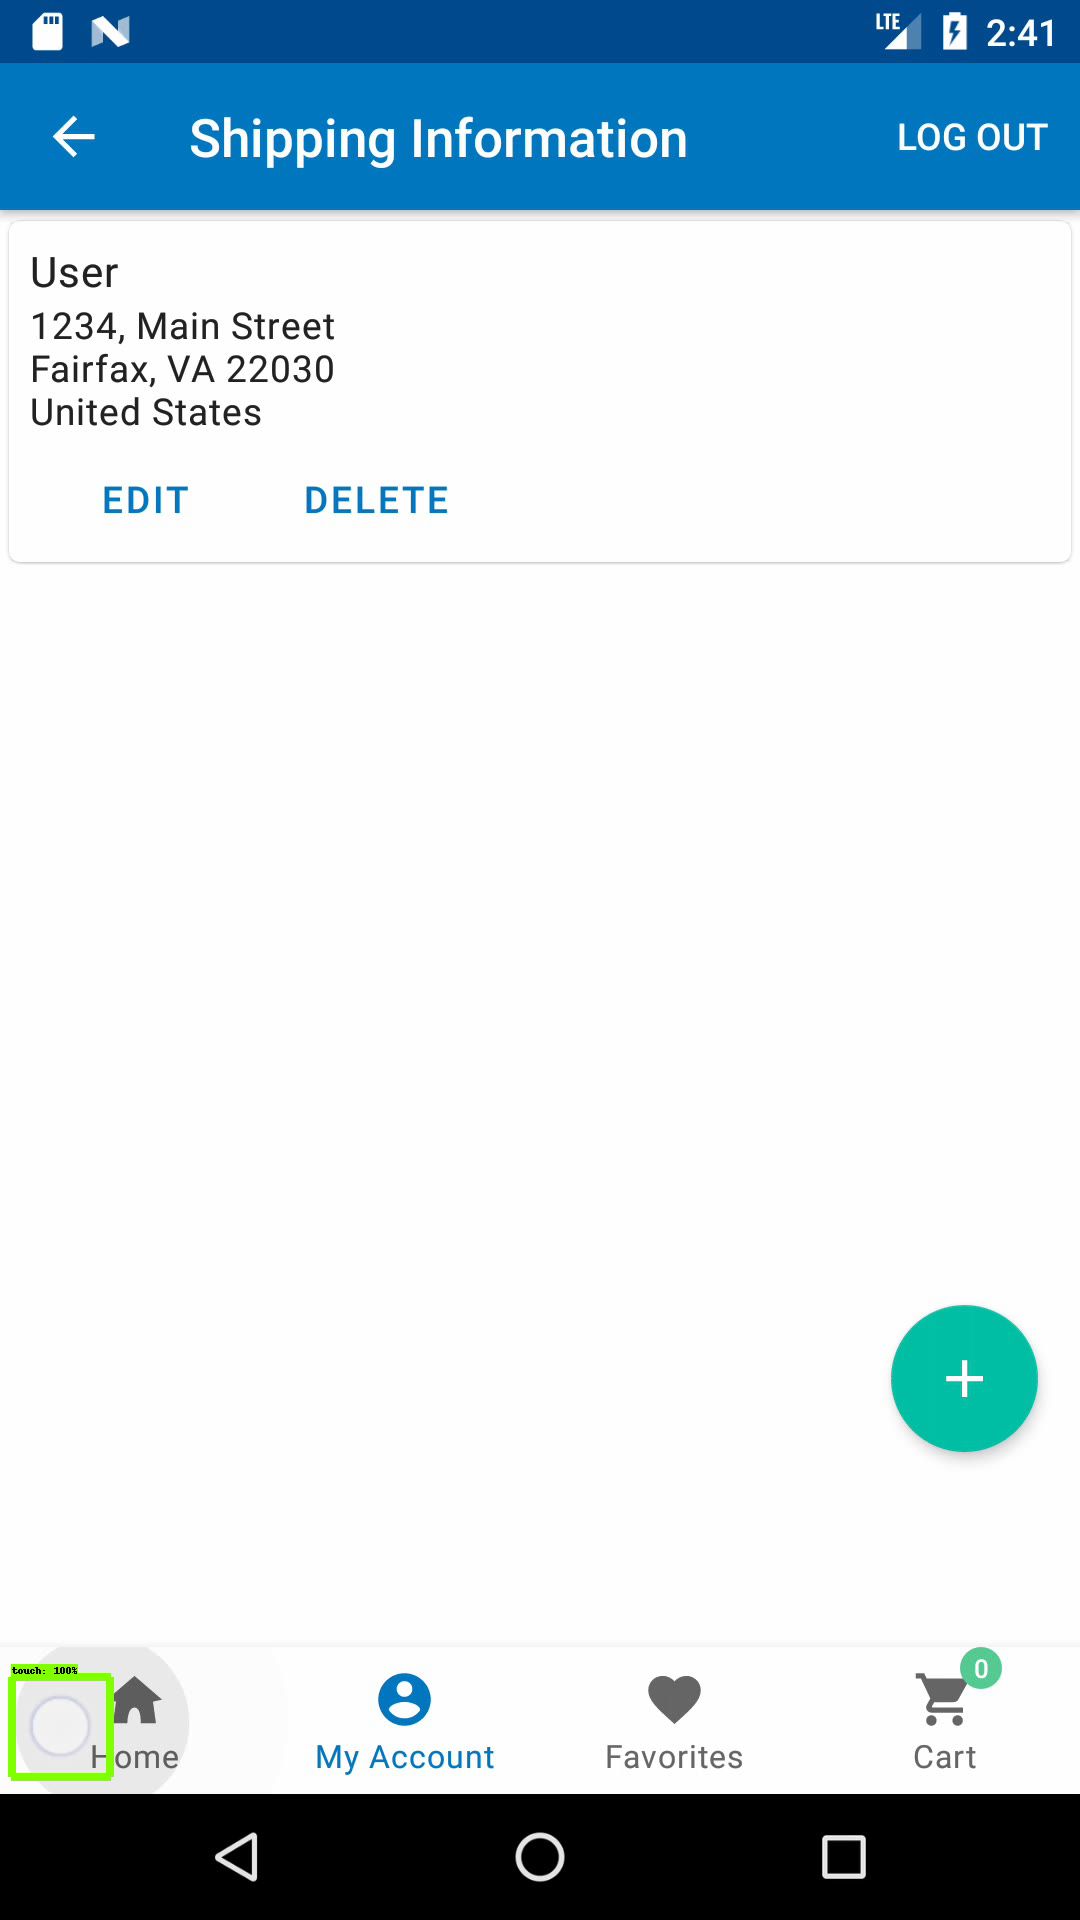 LTE 2:41
Shipping Information LOG OUT
User
1234, Main Street
Fairfax, VA 22030
United States
EDIT DELETE
0
touch: 100%
Home My Account Favorites Cart